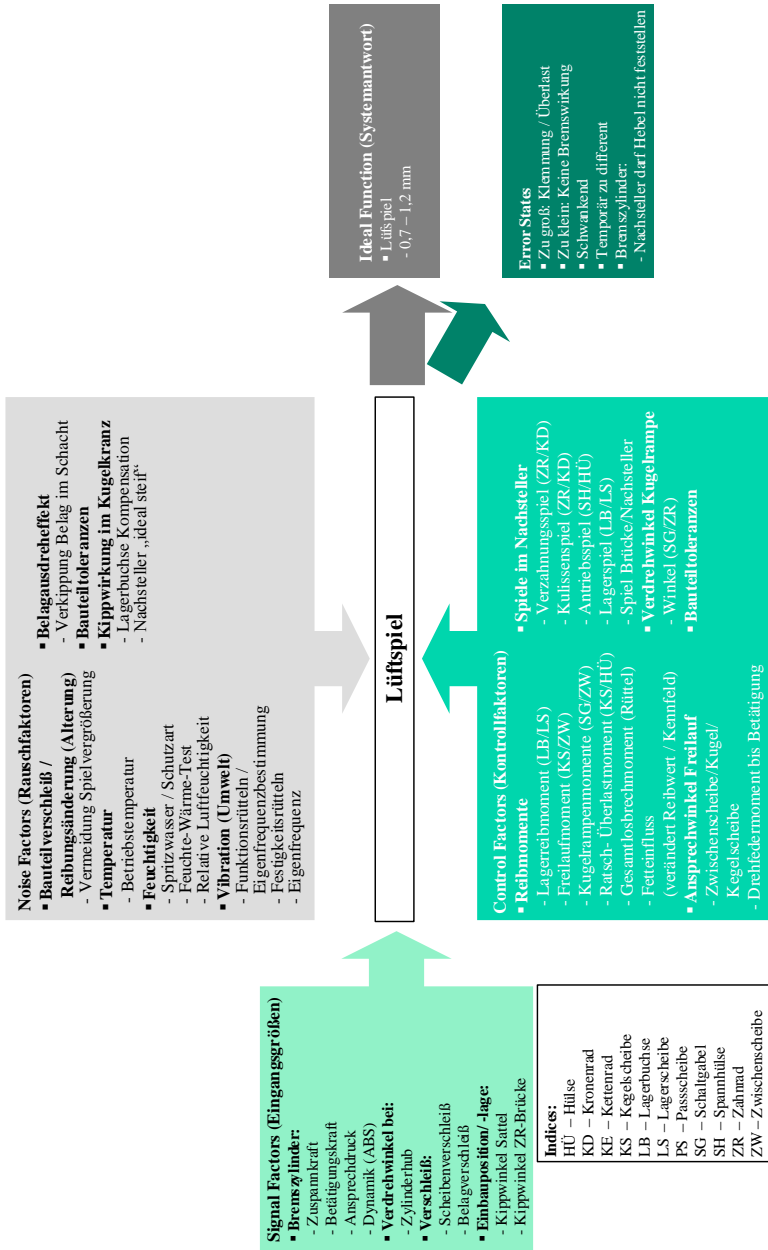 Signal Factors (Eingangsgrößen)
▪ Bremszylinder:
- Zuspannkraft
- Betätigungskraft
- Ansprechdruck
- Dynamik (ABS)
▪ Verdrehwinkel bei:
- Zylinderhub
▪ Verschleiß:
- Scheibenverschleiß
- Belagverschleiß
▪ Einbauposition/ -lage:
- Kippwinkel Sattel
- Kippwinkel ZR-Brücke
Indices:
HÜ – Hülse
KD – Kronenrad
KE – Kettenrad
KS – Kegelscheibe
LB – Lagerbuchse
LS – Lagerscheibe
PS – Passscheibe
SG – Schaltgabel
SH – Spannhülse
ZR – Zahnrad
ZW – Zwischenscheibe
Noise Factors (Rauschfaktoren)
▪ Bauteilverschleiß /
Reibungsänderung (Alterung)
- Vermeidung Spielvergrößerung
▪ Temperatur
- Betriebstemperatur
▪ Feuchtigkeit
- Spritzwasser / Schutzart
- Feuchte-Wärme-Test
- Relative Luftfeuchtigkeit
▪ Vibration (Umwelt)
- Funktionsrütteln /
Eigenfrequenzbestimmung
- Festigkeitsrütteln
- Eigenfrequenz
▪ Belagausdreheffekt
- Verkippung Belag im Schacht
▪ Bauteiltoleranzen
▪ Kippwirkung im Kugelkranz
- Lagerbuchse Kompensation
- Nachsteller „ideal steif“
Lüftspiel
Control Factors (Kontrollfaktoren)
▪ Reibmomente
- Lagerreibmoment (LB/LS)
- Freilaufmoment (KS/ZW)
- Kugelrampenmomente (SG/ZW)
- Ratsch- Überlastmoment (KS/HÜ)
- Gesamtlosbrechmoment (Rüttel)
- Fetteinfluss
(verändert Reibwert / Kennfeld)
▪ Ansprechwinkel Freilauf
- Zwischenscheibe/Kugel/
Kegelscheibe
- Drehfedermoment bis Betätigung
▪ Spiele im Nachsteller
- Verzahnungsspiel (ZR/KD)
- Kulissenspiel (ZR/KD)
- Antriebsspiel (SH/HÜ)
- Lagerspiel (LB/LS)
- Spiel Brücke/Nachsteller
▪ Verdrehwinkel Kugelrampe
- Winkel (SG/ZR)
▪ Bauteiltoleranzen
Ideal Function (Systemantwort)
▪ Lüfspiel
- 0,7 – 1,2 mm
Error States
▪ Zu groß: Klemmung / Überlast
▪ Zu klein: Keine Bremswirkung
▪ Schwankend
▪ Temporär zu different
▪ Bremszylinder:
- Nachsteller darf Hebel nicht feststellen